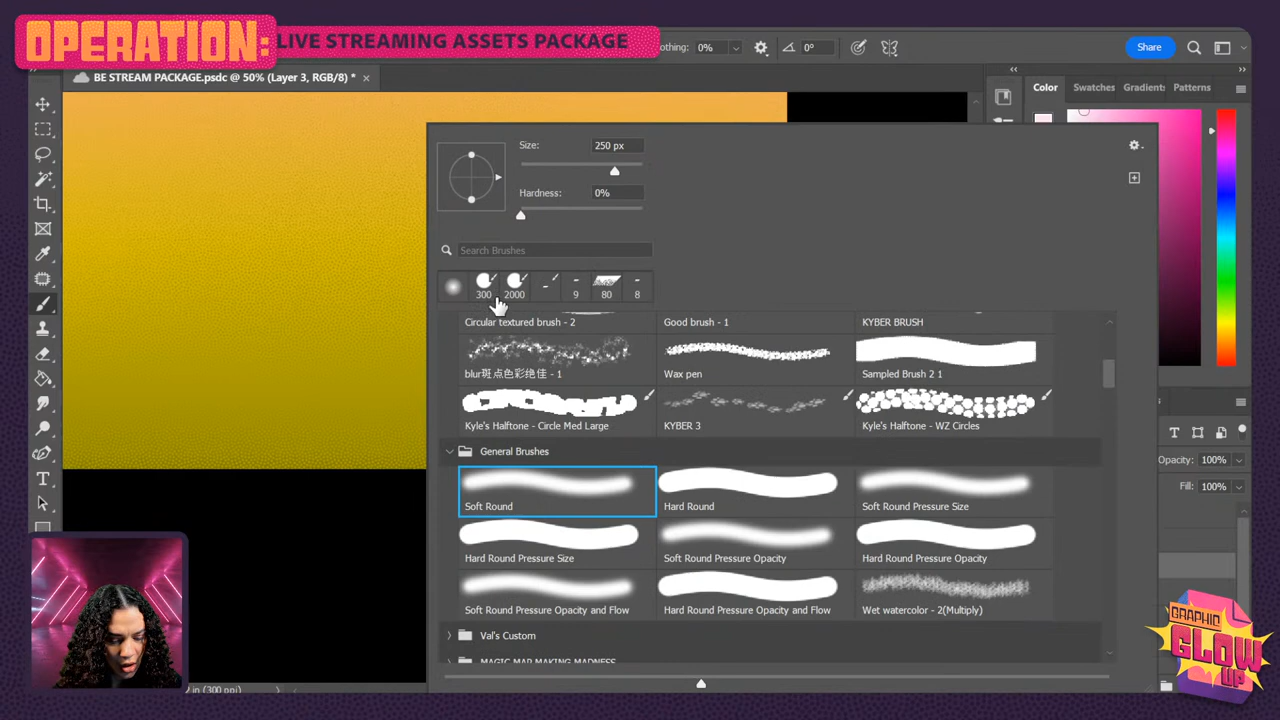 OPERATION:
LIVE STREAMING ASSETS PACKAGE
othing: 0%
0°
Share
BE STREAM PACKAGE.psdc @ 50% (Layer 3, RGB/8) *
Color
Swatches
Gradients
Patterns
Size:
250 px
Hardness:
0%
Search Brushes
300
2000
9
80
8
Circular textured brush - 2
Good brush - 1
KYBER BRUSH
blur斑点色彩绝佳 - 1
Wax pen
Sampled Brush 2 1
Kyle's Halftone - Circle Med Large
KYBER 3
Kyle's Halftone - WZ Circles
General Brushes
Opacity: 100%
Fill: 100%
Soft Round
Hard Round
Soft Round Pressure Size
Hard Round Pressure Size
Soft Round Pressure Opacity
Hard Round Pressure Opacity
Soft Round Pressure Opacity and Flow
Hard Round Pressure Opacity and Flow
Wet watercolor - 2(Multiply)
Val's Custom
MAGIC MAP MAKING MADNESS
in (300 ppi)
GRAPHIC
GLOW
UP